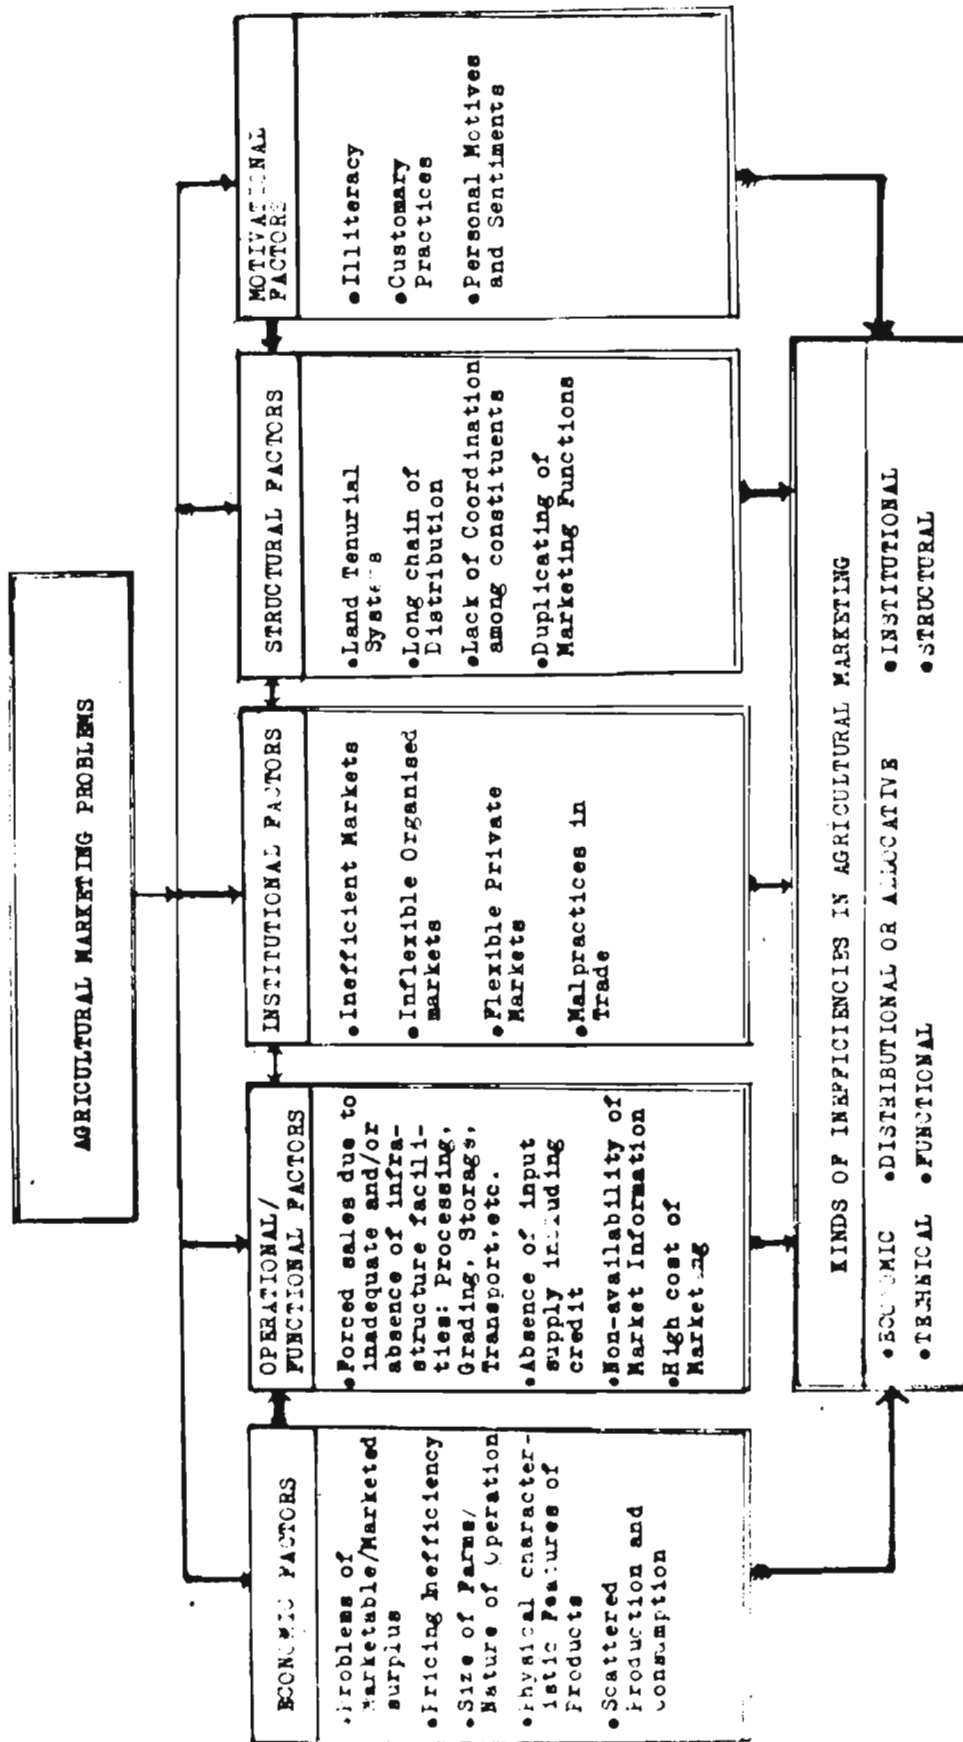 AGRICULTURAL MARKETING PROBLEMS
ECONOMIC FACTORS
•Problems of
Marketable/Marketed
surplus
•Pricing Inefficiency
•Size of Farms/
Nature of Operation
•Physical character-
istic Features of
Products
•Scattered
Production and
Consumption
OPERATIONAL/
FUNCTIONAL FACTORS
•Forced sales due to
inadequate and/or
absence of infra-
structure facili-
ties: Processing,
Grading, Storage,
Transport,etc.
•Absence of input
supply including
credit
•Non-availability of
Market Information
•High cost of
Marketing
INSTITUTIONAL FACTORS
•Inefficient Markets
•Inflexible Organised
markets
•Flexible Private
Markets
•Malpractices in
Trade
STRUCTURAL FACTORS
•Land Tenurial
Systems
•Long chain of
Distribution
•Lack of Coordination
among constituents
•Duplicating of
Marketing Functions
MOTIVATIONAL
FACTORS
•Illiteracy
•Customary
Practices
•Personal Motives
and Sentiments
KINDS OF INEFFICIENCIES IN AGRICULTURAL MARKETING
•ECONOMIC •DISTRIBUTIONAL OR ALLOCATIVE •INSTITUTIONAL
•TECHNICAL •FUNCTIONAL •STRUCTURAL